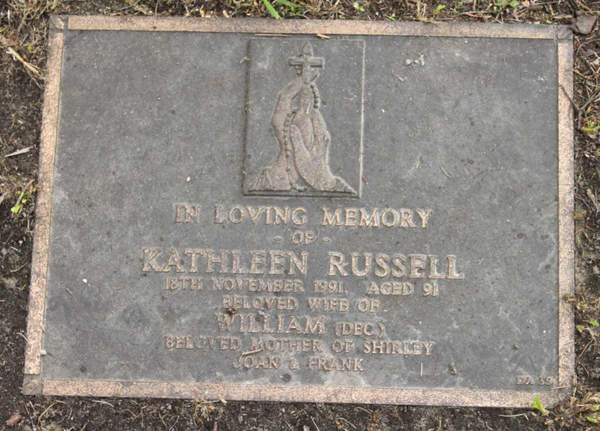 IN LOVING MEMORY
- OF -
KATHLEEN RUSSELL
18TH NOVEMBER 1991, AGED 91
BELOVED WIFE OF
WILLIAM (DEC.)
BELOVED MOTHER OF SHIRLEY
JOAN & FRANK